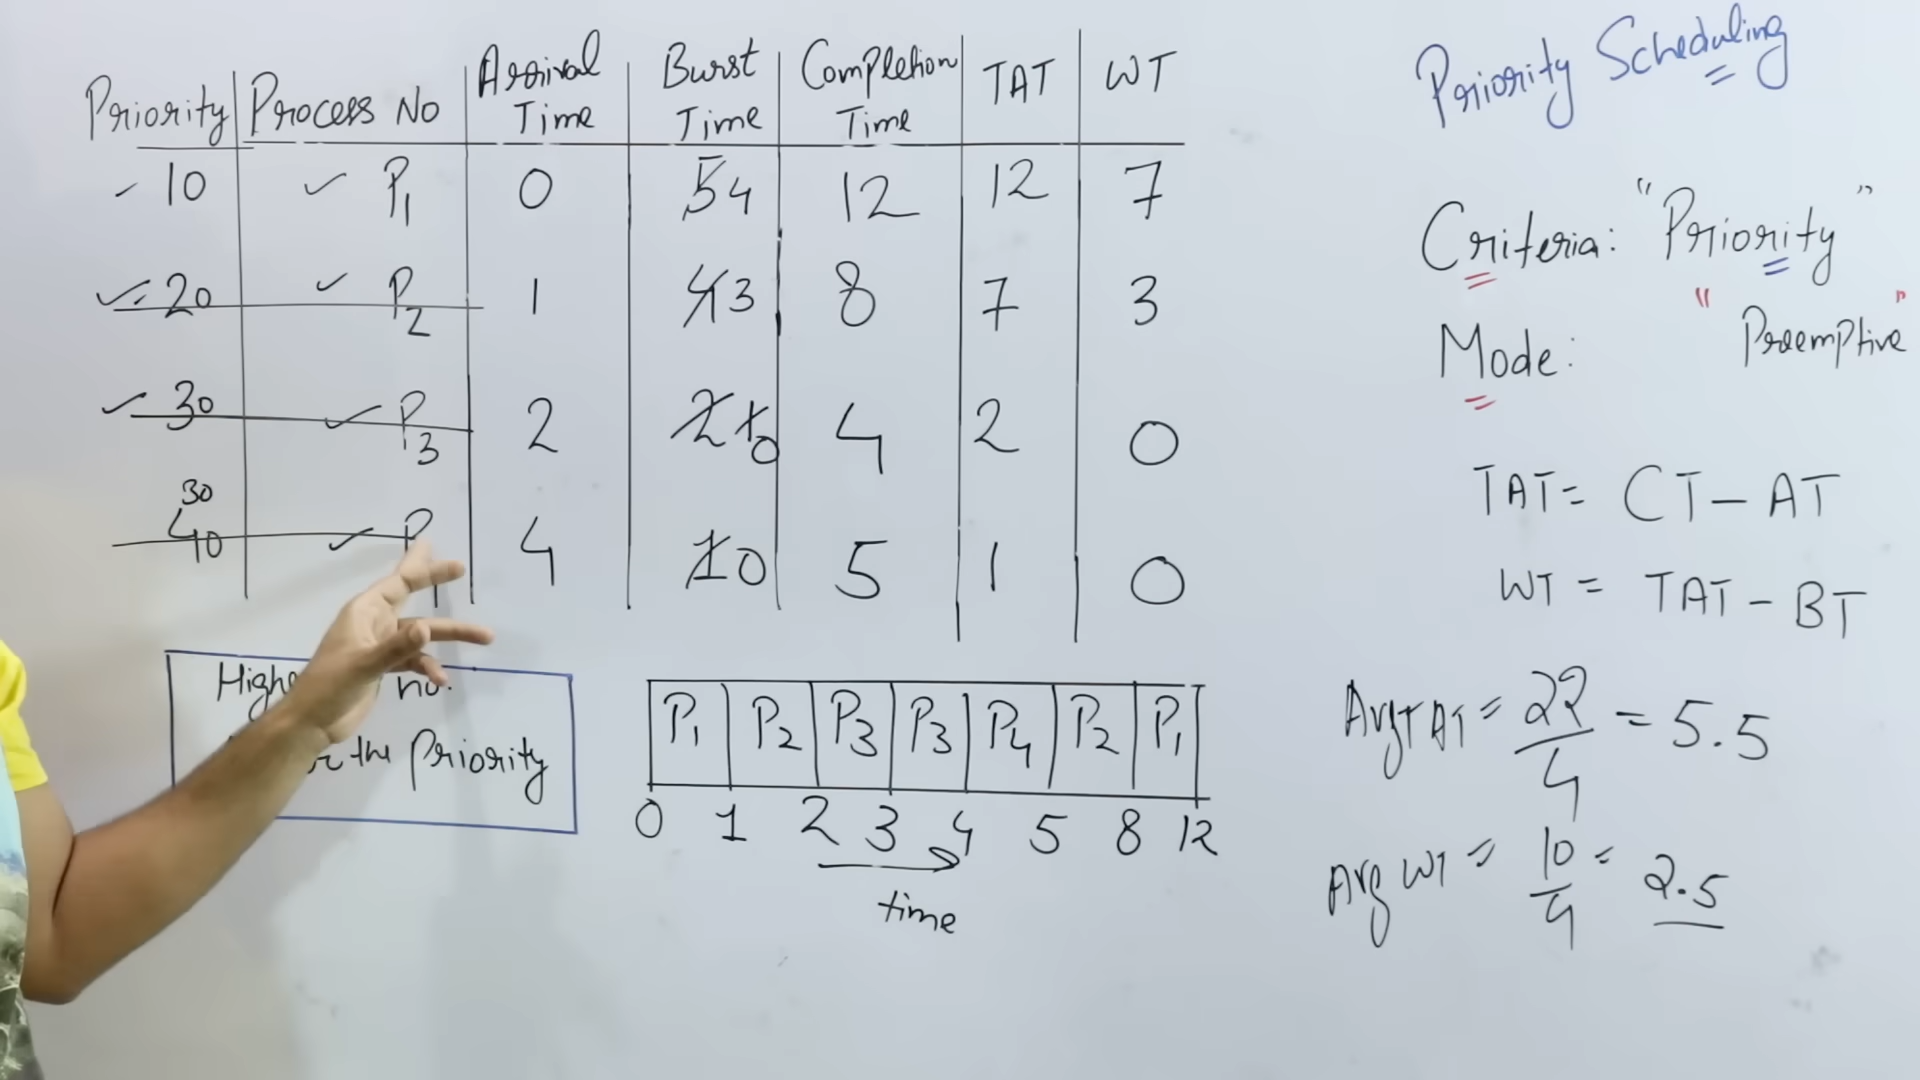 Priority Process No Arrival Time Burst Time Completion Time TAT WT
10 P1 0 5 4 12 12 7
20 P2 1 4 3 8 7 3
30 P3 2 2 1 0 4 2 0
30
40 P 4 1 0 5 1 0
no.
the Priority
P1 P2 P3 P3 P4 P2 P1
0 1 2 3 4 5 8 12
time
Priority Scheduling
Criteria: "Priority"
Mode: "Preemptive"
TAT = CT - AT
WT = TAT - BT
Avg TAT = 22/4 = 5.5
Avg WT = 10/4 = 2.5